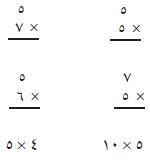 ٥ ٥
٧ × ٥ ×
٥ ٧
٦ × ٥ ×
٥ × ٤ ١٠ × ٥